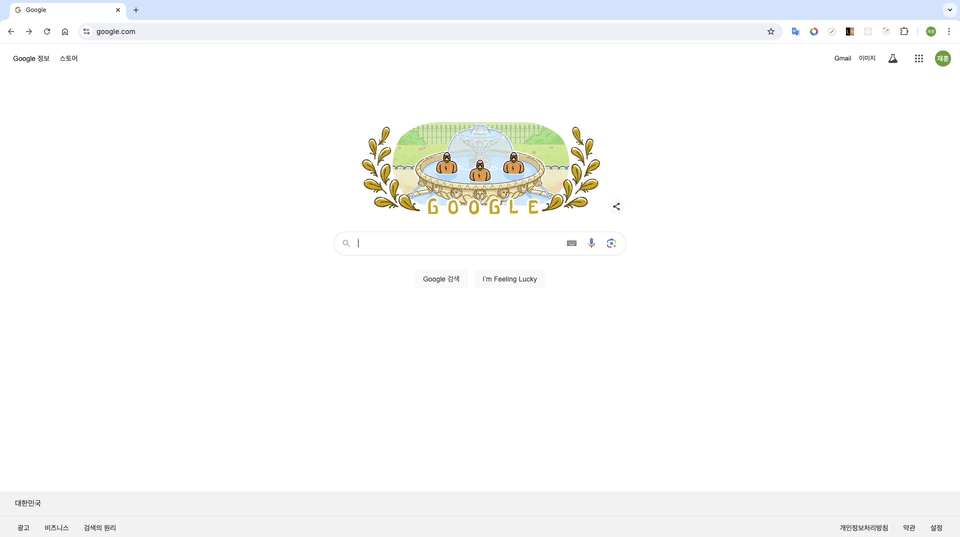 Google
google.com
Google 정보 스토어
Gmail 이미지
재홍
GOOGLE
Google 검색 I'm Feeling Lucky
대한민국
광고 비즈니스 검색의 원리
개인정보처리방침 약관 설정